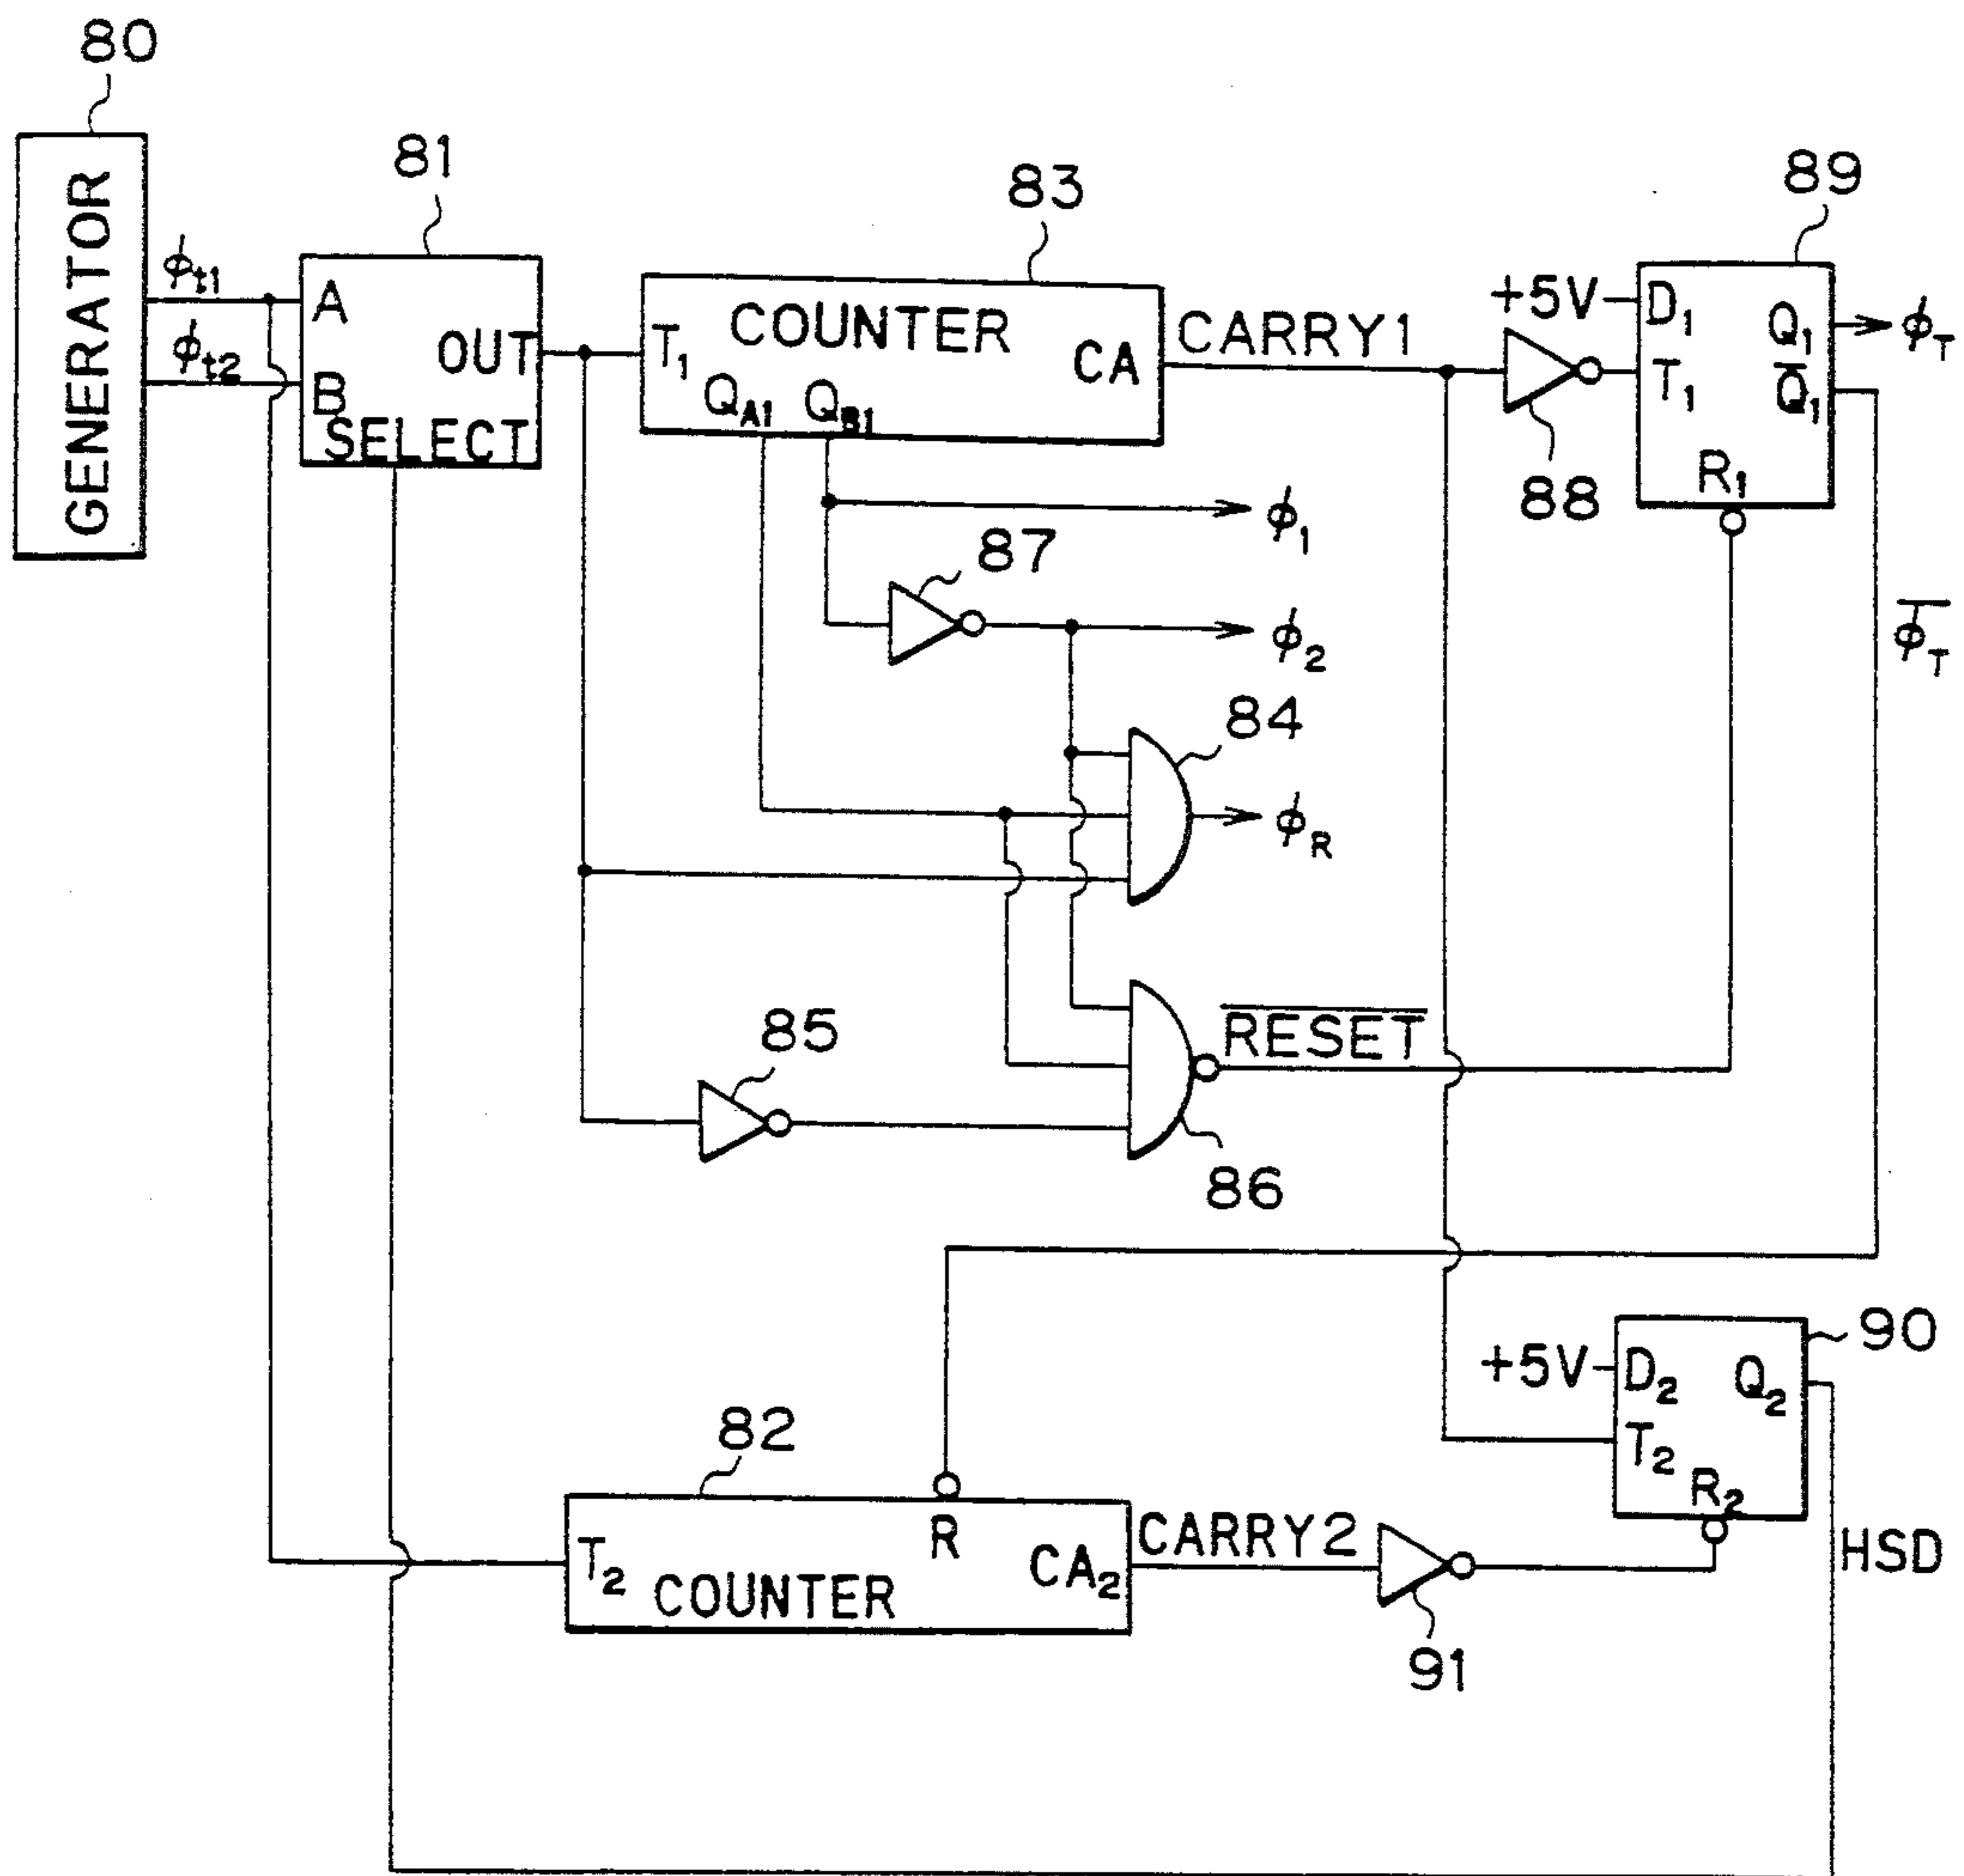 80
GENERATOR
ϕt1
ϕt2
81
A
B
OUT
SELECT
83
COUNTER
T1
QA1
QB1
CA
CARRY1
88
89
+5V
D1
T1
Q1
Q̅1
R1
ϕT
ϕ̅T
ϕ1
87
ϕ2
84
ϕR
85
86
R̅E̅S̅E̅T̅
82
T2
COUNTER
R
CA2
CARRY2
91
90
+5V
D2
T2
Q2
R2
HSD